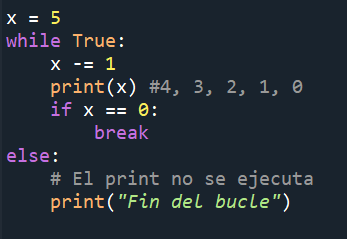 x = 5
while True:
    x -= 1
    print(x) #4, 3, 2, 1, 0
    if x == 0:
        break
else:
    # El print no se ejecuta
    print("Fin del bucle")